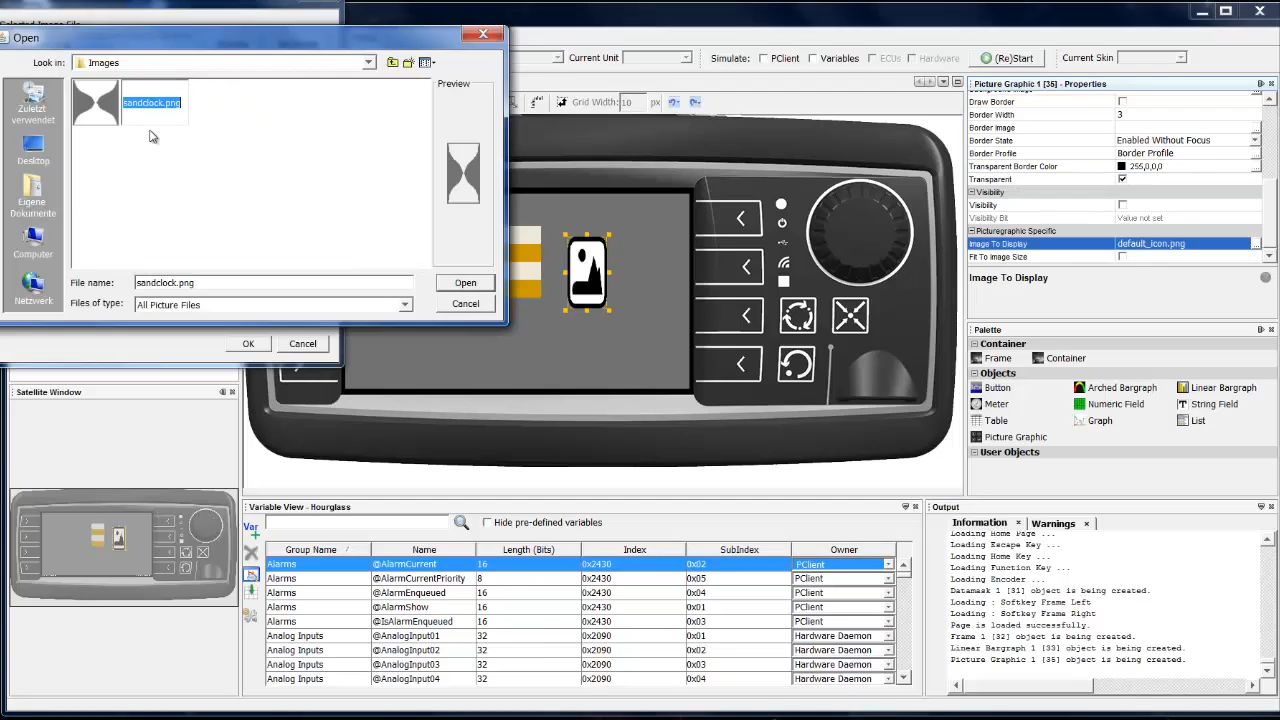 Open
Look in:
Images
Zuletzt
verwendet
Desktop
Eigene
Dokumente
Computer
Netzwerk
sandclock.png
Preview
File name:
sandclock.png
Open
Files of type:
All Picture Files
Cancel
OK
Cancel
Current Unit
Simulate:
PClient
Variables
ECUs
Hardware
(Re)Start
Current Skin
Grid Width:
10
px
Picture Graphic 1 [35] - Properties
Draw Border
Border Width
3
Border Image
...
Border State
Enabled Without Focus
Border Profile
Border Profile
...
Transparent Border Color
255,0,0,0
...
Transparent
Visibility
Visibility
Visibility Bit
Value not set
Picturegraphic Specific
Image To Display
default_icon.png
...
Fit To Image Size
Image To Display
Palette
Container
Frame
Container
Objects
Button
Arched Bargraph
Linear Bargraph
Meter
Numeric Field
String Field
Table
Graph
List
Picture Graphic
User Objects
Satellite Window
Variable View - Hourglass
Var
Hide pre-defined variables
Group Name
Name
Length (Bits)
Index
SubIndex
Owner
Alarms @AlarmCurrent 16 0x2430 0x02 PClient
Alarms @AlarmCurrentPriority 8 0x2430 0x05 PClient
Alarms @AlarmEnqueued 16 0x2430 0x04 PClient
Alarms @AlarmShow 16 0x2430 0x01 PClient
Alarms @IsAlarmEnqueued 16 0x2430 0x03 PClient
Analog Inputs @AnalogInput01 32 0x2090 0x01 Hardware Daemon
Analog Inputs @AnalogInput02 32 0x2090 0x02 Hardware Daemon
Analog Inputs @AnalogInput03 32 0x2090 0x03 Hardware Daemon
Analog Inputs @AnalogInput04 32 0x2090 0x04 Hardware Daemon
Output
Information
Warnings
Loading Home Page ...
Loading Escape Key ...
Loading Home Key ...
Loading Function Key ...
Loading Encoder ...
Datamask 1 [31] object is being created.
Loading : Softkey Frame Left
Loading : Softkey Frame Right
Page is loaded successfully.
Frame 1 [32] object is being created.
Linear Bargraph 1 [33] object is being created.
Picture Graphic 1 [35] object is being created.